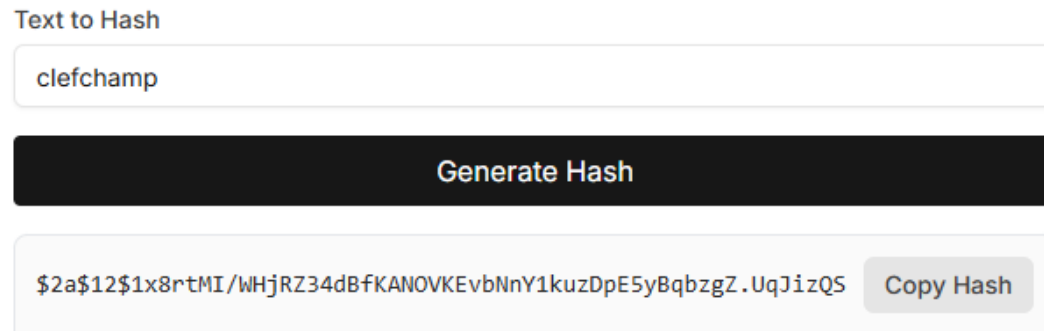 Text to Hash
clefchamp
Generate Hash
$2a$12$1x8rtMI/WHjRZ34dBfKANOVKEvbNnY1kuzDpE5yBqbzgZ.UqJizQS
Copy Hash